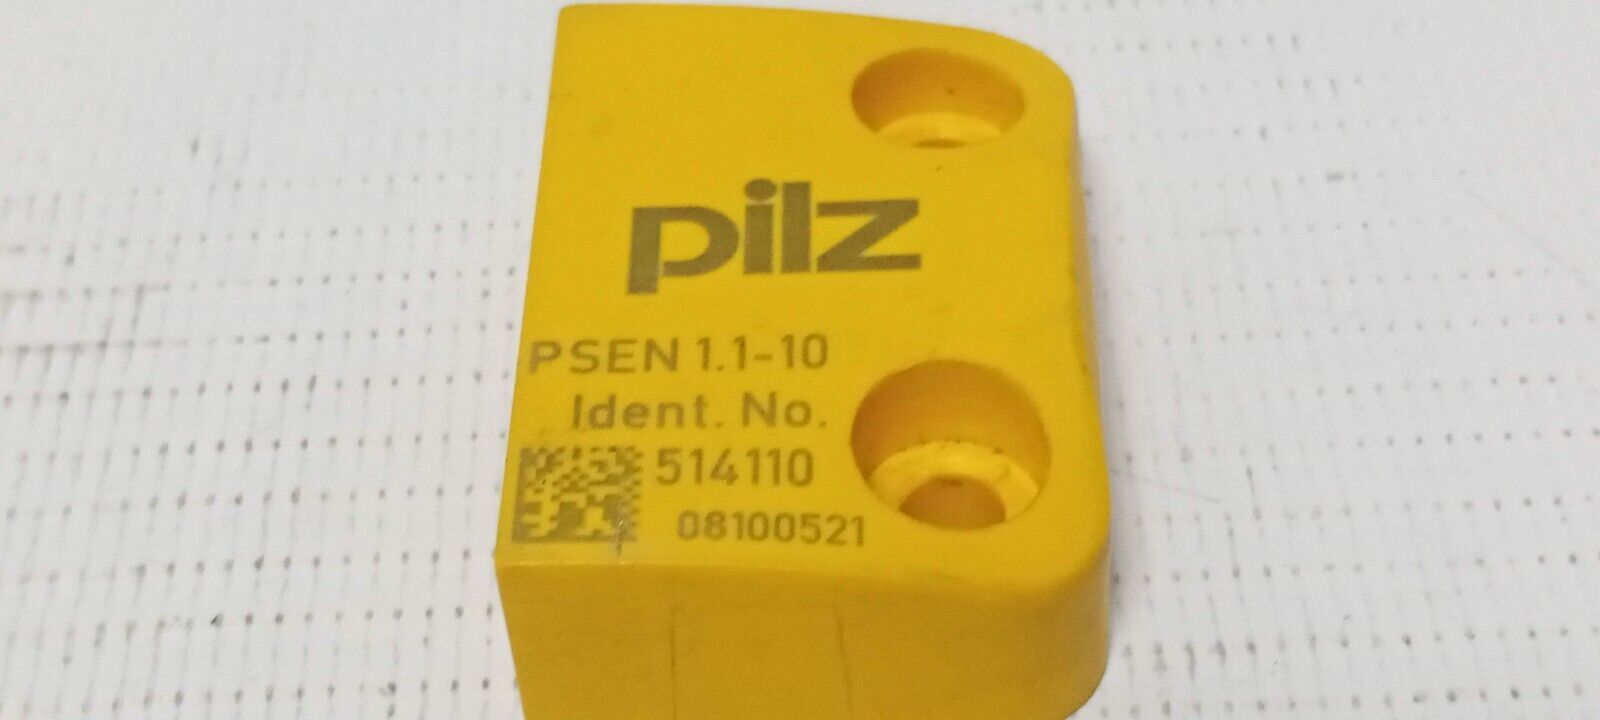 pilz
PSEN 1.1-10
Ident. No.
514110
08100521